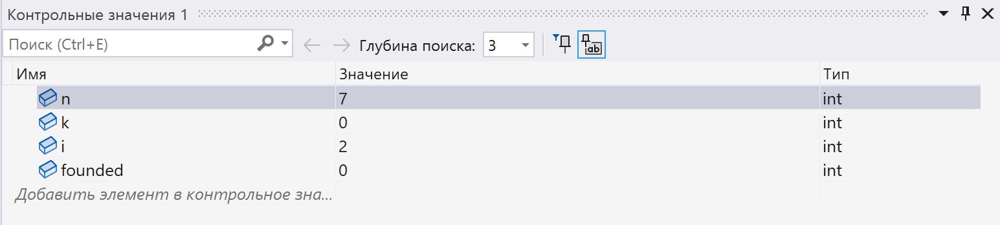 Контрольные значения 1
Поиск (Ctrl+E) Глубина поиска: 3 ab
Имя Значение Тип
n 7 int
k 0 int
i 2 int
founded 0 int
Добавить элемент в контрольное зна...